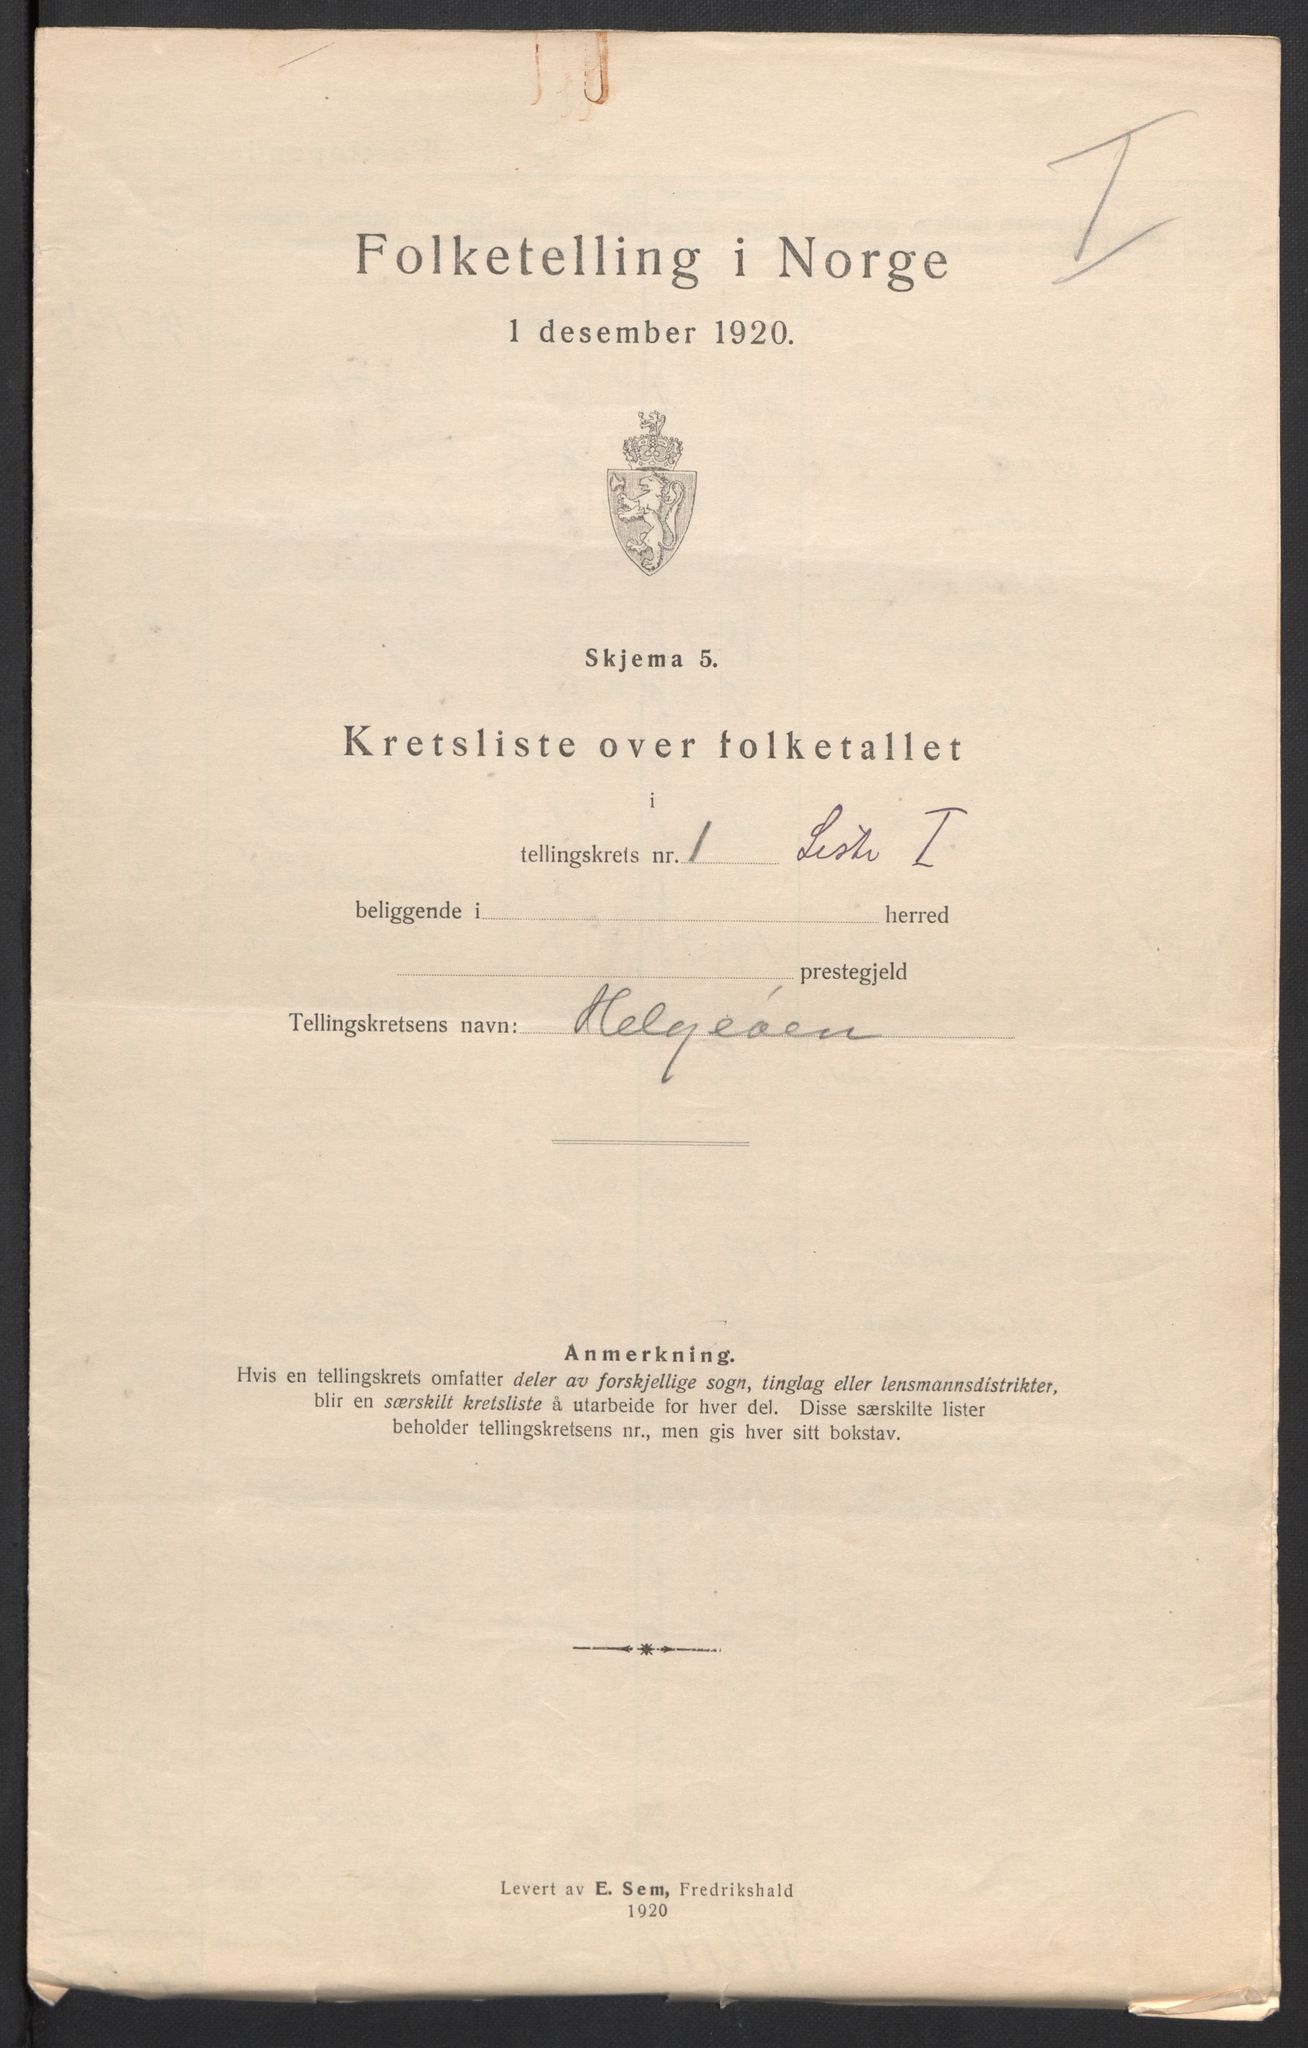 I
Folketelling i Norge
1 desember 1920.
Skjema 5.
Kretsliste over folketallet
i
tellingskrets nr. 1 Liste I
beliggende i herred
prestegjeld
Tellingskretsens navn: Helgeøen
Anmerkning.
Hvis en tellingskrets omfatter deler av forskjellige sogn, tinglag eller lensmannsdistrikter,
blir en særskilt kretsliste å utarbeide for hver del. Disse særskilte lister
beholder tellingskretsens nr., men gis hver sitt bokstav.
Levert av E. Sem, Fredrikshald
1920